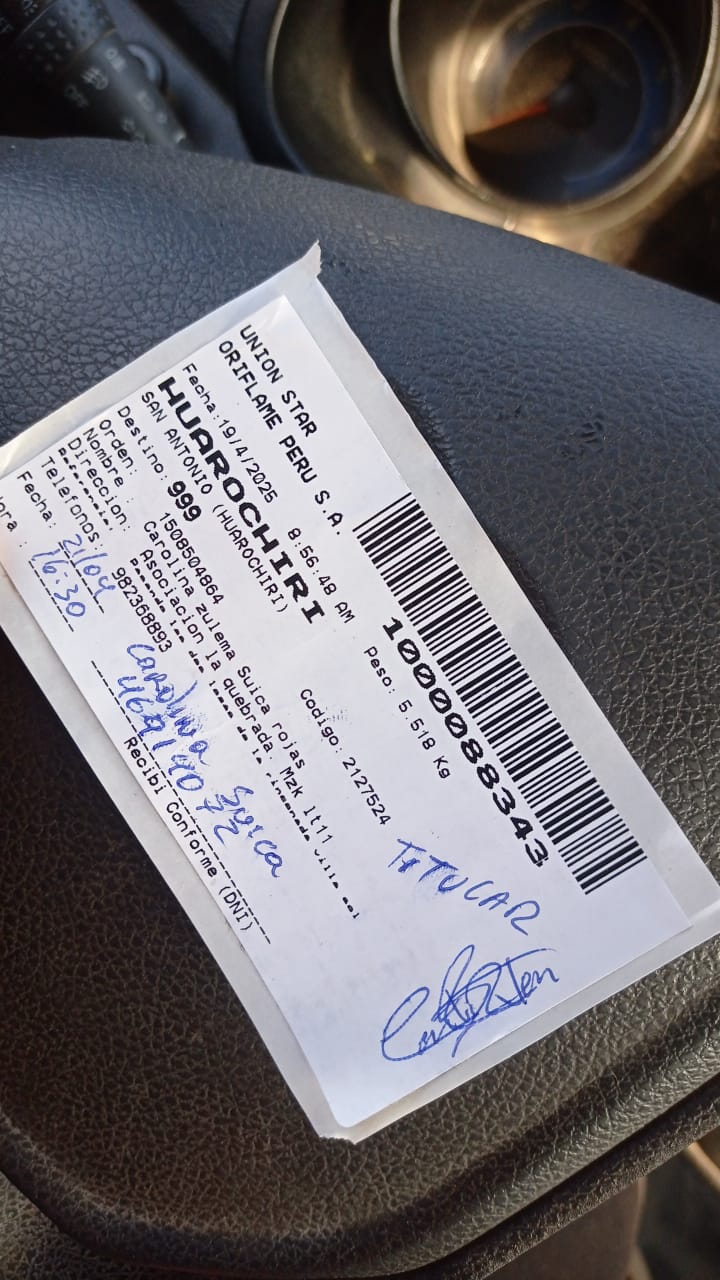 UNION STAR
ORIFLAME PERU S.A.
Fecha:19/4/2025 8:56:48 AM
HUAROCHIRI
SAN ANTONIO (HUAROCHIRI)
Destino: 999
1000088343
Peso: 5.518 Kg
Orden: 1508504864
Codigo: 2127524
Nombre: Carolina zulema Suica rojas
Direccion: Asociacion la quebrada. Mzk lt11
Telefonos: 982368893
Fecha: 21/04
16:30
Carolina Suica
Recibi Conforme (DNI)
TITULAR